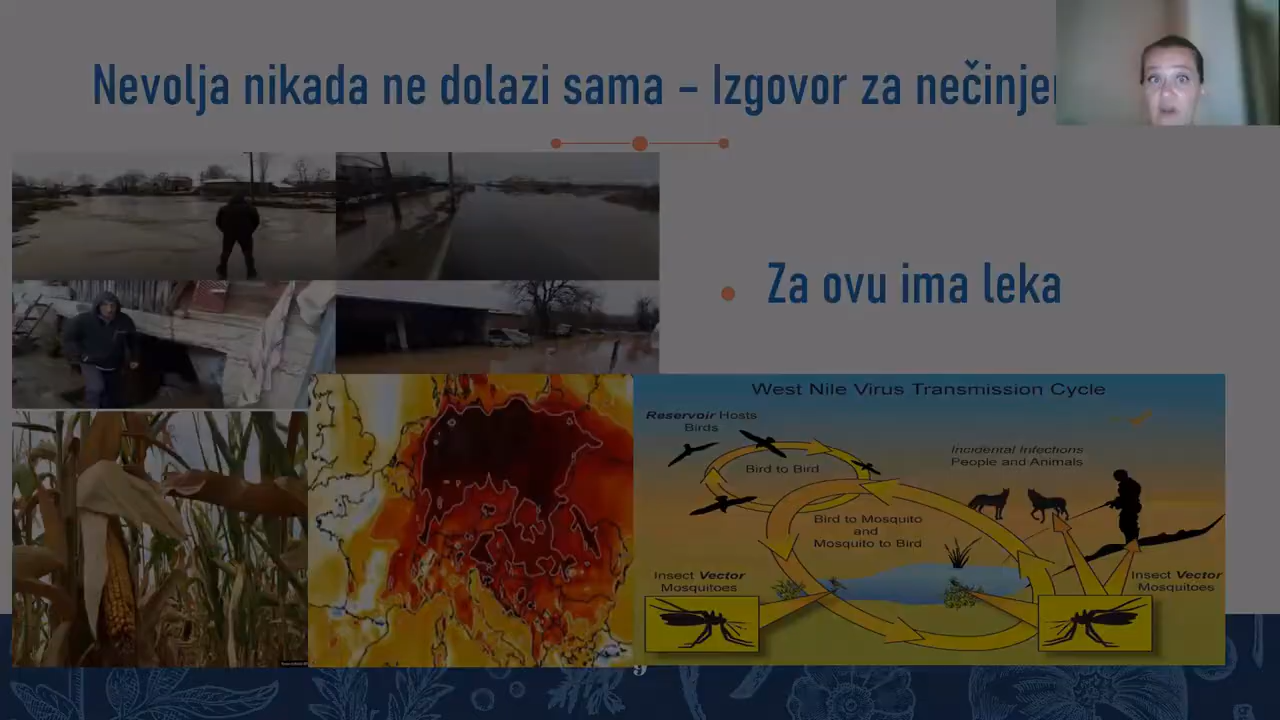 Nevolja nikada ne dolazi sama – Izgovor za
Za ovu ima leka
West Nile Virus Transmission Cycle
Reservoir Hosts
Birds
Bird to Bird
Incidental Infections
People and Animals
Bird to Mosquito
and
Mosquito to Bird
Insect Vector
Mosquitoes
Insect Vector
Mosquitoes
9